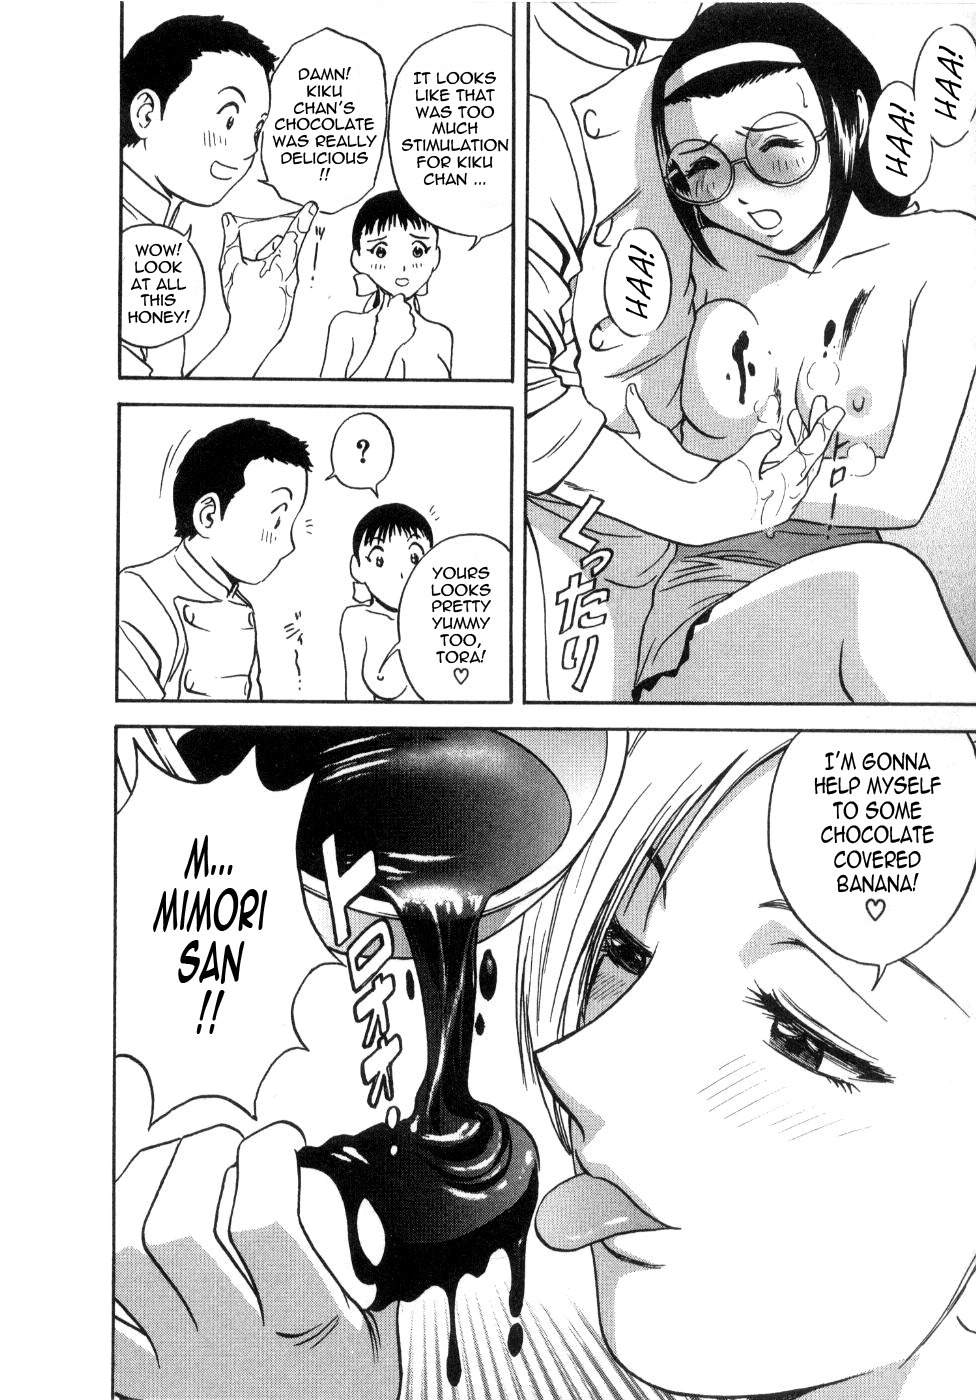 HAA!
HAA!
HAA!
トロー
くったり
IT LOOKS
LIKE THAT
WAS TOO
MUCH
STIMULATION
FOR KIKU
CHAN ...
DAMN!
KIKU
CHAN'S
CHOCOLATE
WAS REALLY
DELICIOUS
!!
WOW!
LOOK
AT ALL
THIS
HONEY!
?
YOURS
LOOKS
PRETTY
YUMMY
TOO,
TORA!
♡
I'M GONNA
HELP MYSELF
TO SOME
CHOCOLATE
COVERED
BANANA!
♡
M...
MIMORI
SAN
!!